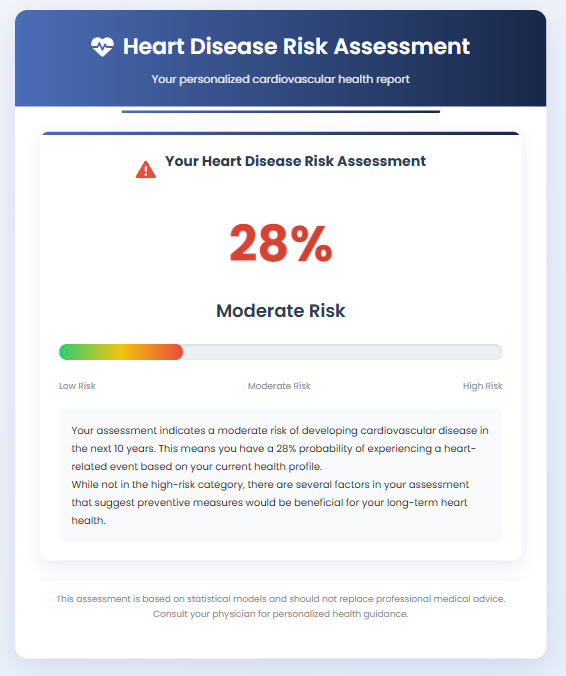 Heart Disease Risk Assessment
Your personalized cardiovascular health report
Your Heart Disease Risk Assessment
28%
Moderate Risk
Low Risk Moderate Risk High Risk
Your assessment indicates a moderate risk of developing cardiovascular disease in
the next 10 years. This means you have a 28% probability of experiencing a heart-
related event based on your current health profile.
While not in the high-risk category, there are several factors in your assessment
that suggest preventive measures would be beneficial for your long-term heart
health.
This assessment is based on statistical models and should not replace professional medical advice.
Consult your physician for personalized health guidance.